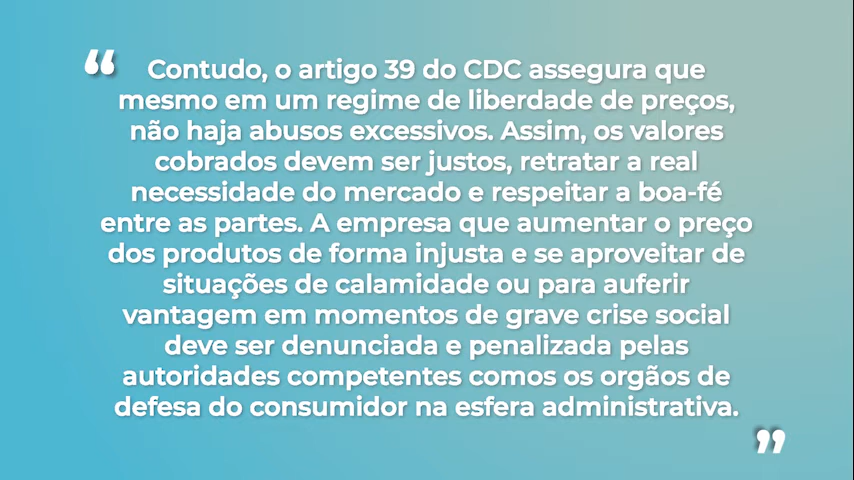 “ Contudo, o artigo 39 do CDC assegura que
mesmo em um regime de liberdade de preços,
não haja abusos excessivos. Assim, os valores
cobrados devem ser justos, retratar a real
necessidade do mercado e respeitar a boa-fé
entre as partes. A empresa que aumentar o preço
dos produtos de forma injusta e se aproveitar de
situações de calamidade ou para auferir
vantagem em momentos de grave crise social
deve ser denunciada e penalizada pelas
autoridades competentes comos os orgãos de
defesa do consumidor na esfera administrativa.
”